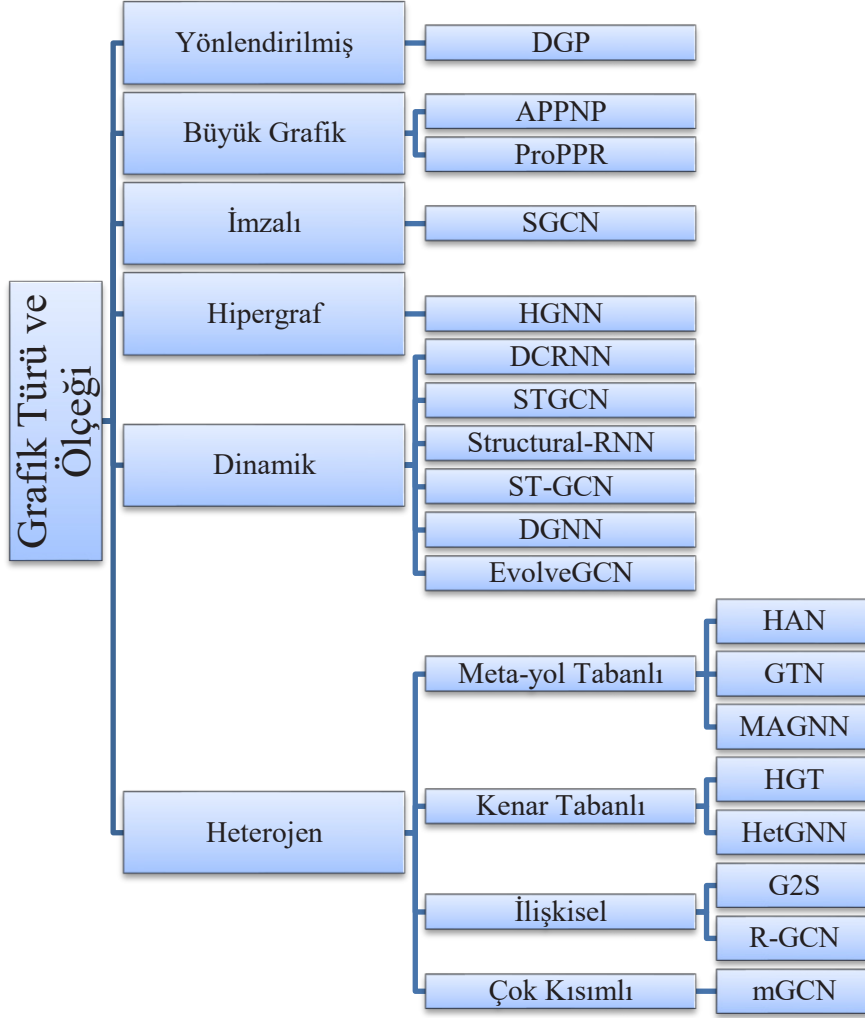 Grafik Türü ve
Ölçeği
Yönlendirilmiş
DGP
Büyük Grafik
APPNP
ProPPR
İmzalı
SGCN
Hipergraf
HGNN
Dinamik
DCRNN
STGCN
Structural-RNN
ST-GCN
DGNN
EvolveGCN
Heterojen
Meta-yol Tabanlı
HAN
GTN
MAGNN
Kenar Tabanlı
HGT
HetGNN
İlişkisel
G2S
R-GCN
Çok Kısımlı
mGCN